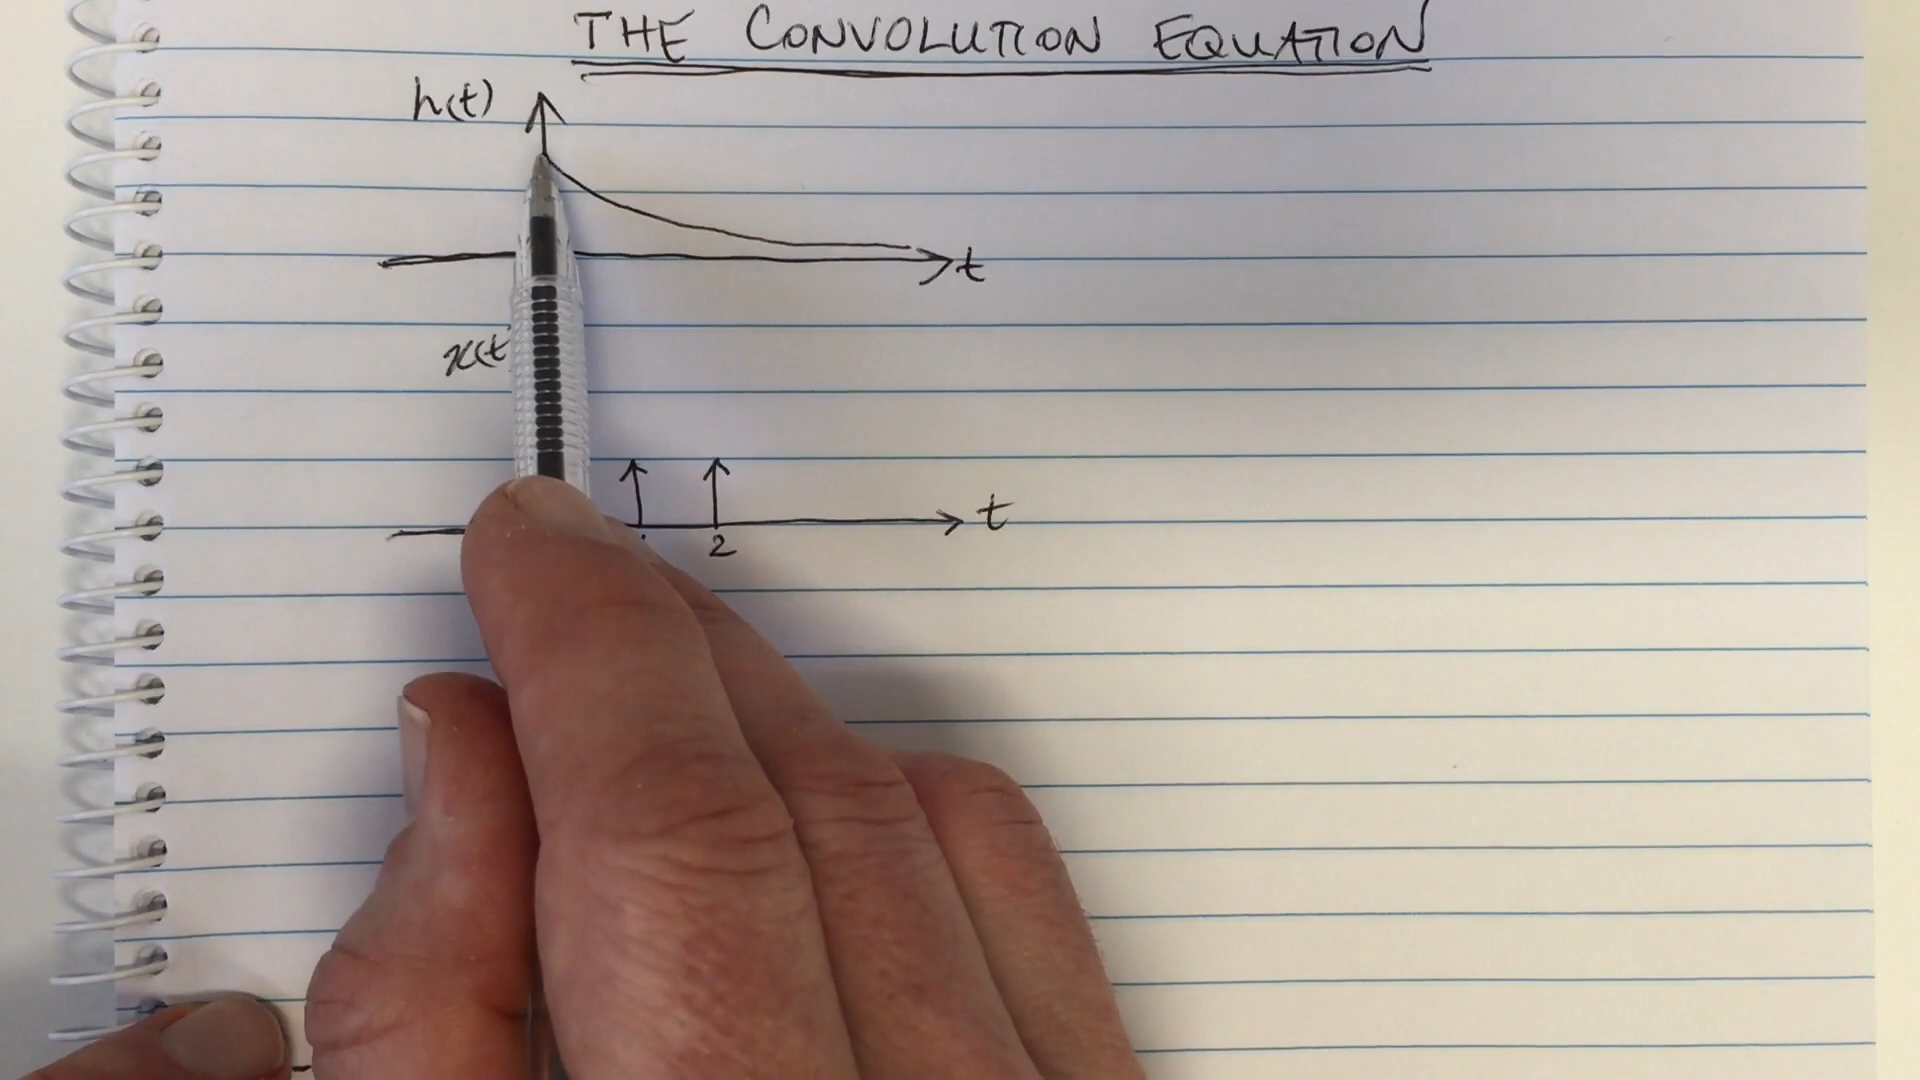 THE CONVOLUTION EQUATION
h(t)
t
x(t
t
2